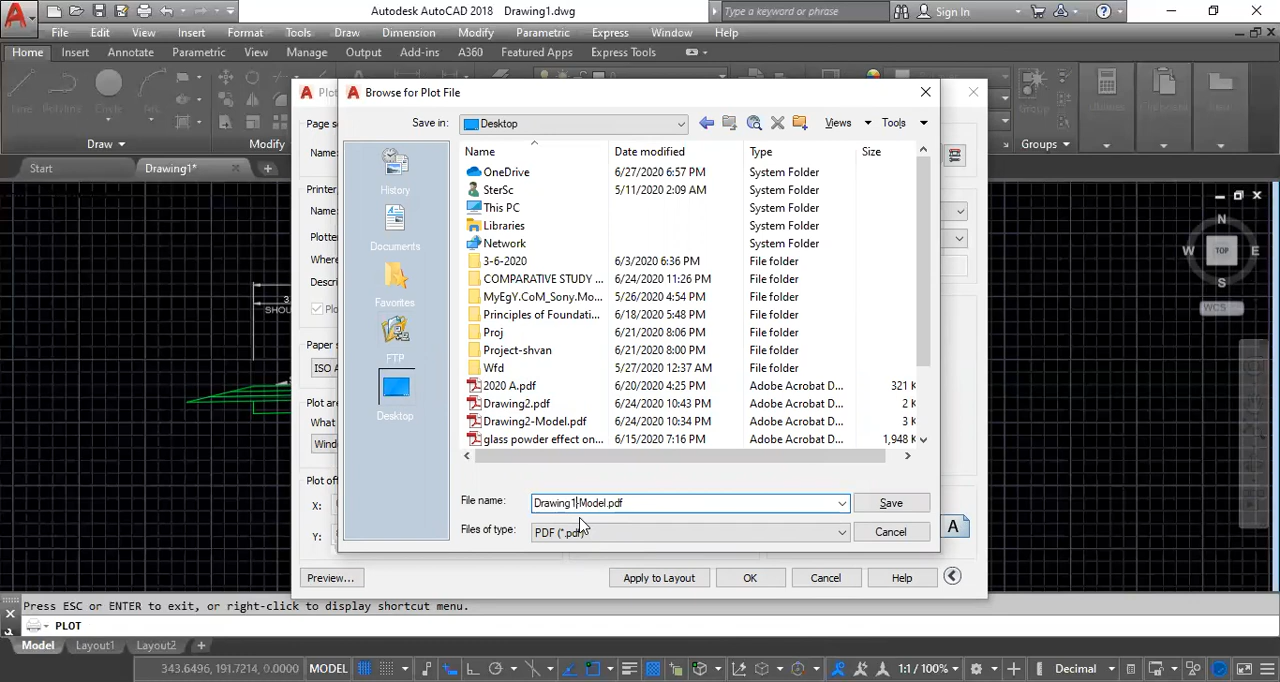 Autodesk AutoCAD 2018 Drawing1.dwg
Type a keyword or phrase
Sign In
File Edit View Insert Format Tools Draw Dimension Modify Parametric Express Window Help
Home Insert Annotate Parametric View Manage Output Add-ins A360 Featured Apps Express Tools
Draw
Modify
Groups
Start
Drawing1*
Browse for Plot File
Save in: Desktop
Views
Tools
Name Date modified Type Size
OneDrive 6/27/2020 6:57 PM System Folder
SterSc 5/11/2020 2:09 AM System Folder
This PC System Folder
Libraries System Folder
Network System Folder
3-6-2020 6/3/2020 6:36 PM File folder
COMPARATIVE STUDY ... 6/24/2020 11:26 PM File folder
MyEgY.CoM_Sony.Mo... 5/26/2020 4:54 PM File folder
Principles of Foundati... 6/18/2020 5:48 PM File folder
Proj 6/21/2020 8:06 PM File folder
Project-shvan 6/21/2020 8:00 PM File folder
Wfd 5/27/2020 12:37 AM File folder
2020 A.pdf 6/20/2020 4:25 PM Adobe Acrobat D... 321 K
Drawing2.pdf 6/24/2020 10:43 PM Adobe Acrobat D... 2 K
Drawing2-Model.pdf 6/24/2020 10:34 PM Adobe Acrobat D... 3 K
glass powder effect on... 6/15/2020 7:16 PM Adobe Acrobat D... 1,948 K
History
Documents
Favorites
FTP
Desktop
File name: Drawing1-Model.pdf Save
Files of type: PDF (*.pdf) Cancel
Plot
Page s
Name:
Printer
Name:
Plotte
Where
Descri
Plo
Paper s
ISO A
Plot are
What
Wind
Plot off
X:
Y:
Preview... Apply to Layout OK Cancel Help
3
SHOU
N
W TOP E
S
WCS
Press ESC or ENTER to exit, or right-click to display shortcut menu.
PLOT
Model Layout1 Layout2 +
343.6496, 191.7214, 0.0000 MODEL 1:1 / 100% Decimal